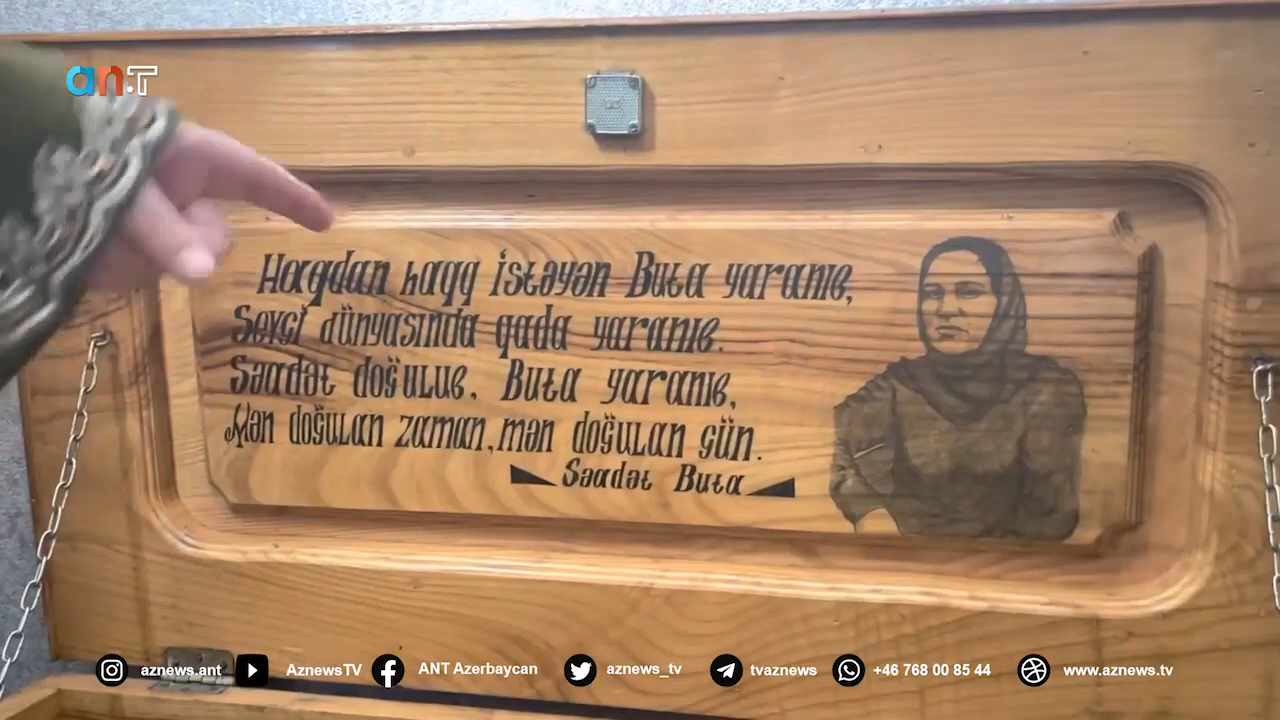 an.T
Haqdan haqq istəyən Buta yaranıb,
Sevgi dünyasında qada yaranıb.
Səadət doğulub, Buta yaranıb,
Mən doğulan zaman, mən doğulan gün.
Səadət Buta
aznews.ant AznewsTV ANT Azerbaycan aznews_tv tvaznews +46 768 00 85 44 www.aznews.tv